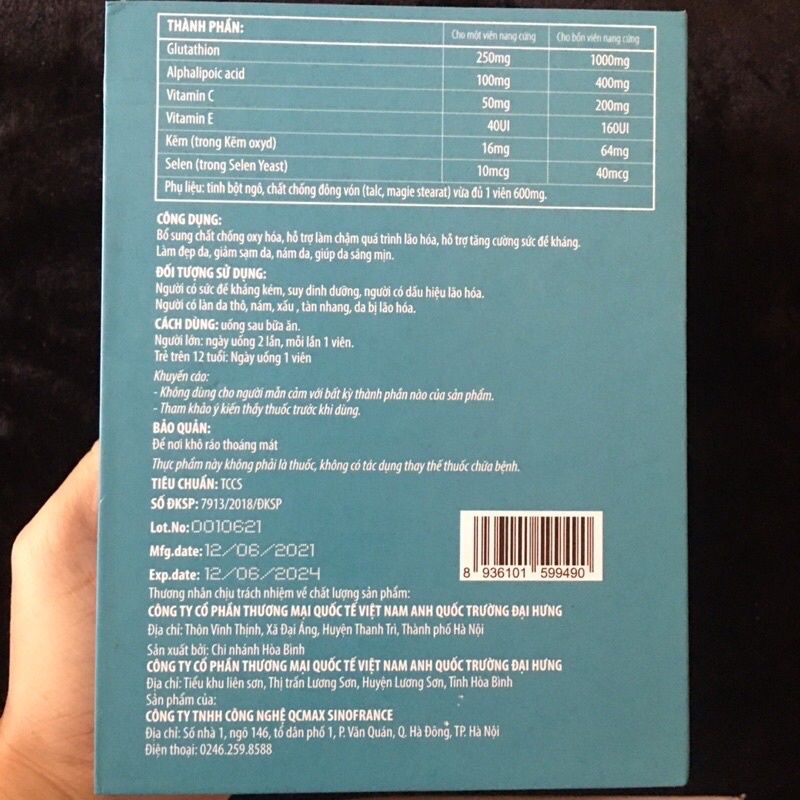 THÀNH PHẦN: Cho một viên nang cứng Cho bốn viên nang cứng
Glutathion 250mg 1000mg
Alphalipoic acid 100mg 400mg
Vitamin C 50mg 200mg
Vitamin E 40UI 160UI
Kẽm (trong Kẽm oxyd) 16mg 64mg
Selen (trong Selen Yeast) 10mcg 40mcg
Phụ liệu: tinh bột ngô, chất chống đông vón (talc, magie stearat) vừa đủ 1 viên 600mg.
CÔNG DỤNG:
Bổ sung chất chống oxy hóa, hỗ trợ làm chậm quá trình lão hóa, hỗ trợ tăng cường sức đề kháng.
Làm đẹp da, giảm sạm da, nám da, giúp da sáng mịn.
ĐỐI TƯỢNG SỬ DỤNG:
Người có sức đề kháng kém, suy dinh dưỡng, người có dấu hiệu lão hóa.
Người có làn da thô, nám, xấu , tàn nhang, da bị lão hóa.
CÁCH DÙNG: uống sau bữa ăn.
Người lớn: ngày uống 2 lần, mỗi lần 1 viên.
Trẻ trên 12 tuổi: Ngày uống 1 viên
Khuyến cáo:
- Không dùng cho người mẫn cảm với bất kỳ thành phần nào của sản phẩm.
- Tham khảo ý kiến thầy thuốc trước khi dùng.
BẢO QUẢN:
Để nơi khô ráo thoáng mát
Thực phẩm này không phải là thuốc, không có tác dụng thay thế thuốc chữa bệnh.
TIÊU CHUẨN: TCCS
SỐ ĐKSP: 7913/2018/ĐKSP
Lot.No: 0010621
Mfg.date: 12/06/2021
Exp.date: 12/06/2024
8 936101 599490
Thương nhân chịu trách nhiệm về chất lượng sản phẩm:
CÔNG TY CỔ PHẦN THƯƠNG MẠI QUỐC TẾ VIỆT NAM ANH QUỐC TRƯỜNG ĐẠI HƯNG
Địa chỉ: Thôn Vĩnh Thịnh, Xã Đại Áng, Huyện Thanh Trì, Thành phố Hà Nội
Sản xuất bởi: Chi nhánh Hòa Bình
CÔNG TY CỔ PHẦN THƯƠNG MẠI QUỐC TẾ VIỆT NAM ANH QUỐC TRƯỜNG ĐẠI HƯNG
Địa chỉ: Tiểu khu liên sơn, Thị trấn Lương Sơn, Huyện Lương Sơn, Tỉnh Hòa Bình
Sản phẩm của:
CÔNG TY TNHH CÔNG NGHỆ QCMAX SINOFRANCE
Địa chỉ: Số nhà 1, ngõ 146, tổ dân phố 1, P. Văn Quán, Q. Hà Đông, TP. Hà Nội
Điện thoại: 0246.259.8588